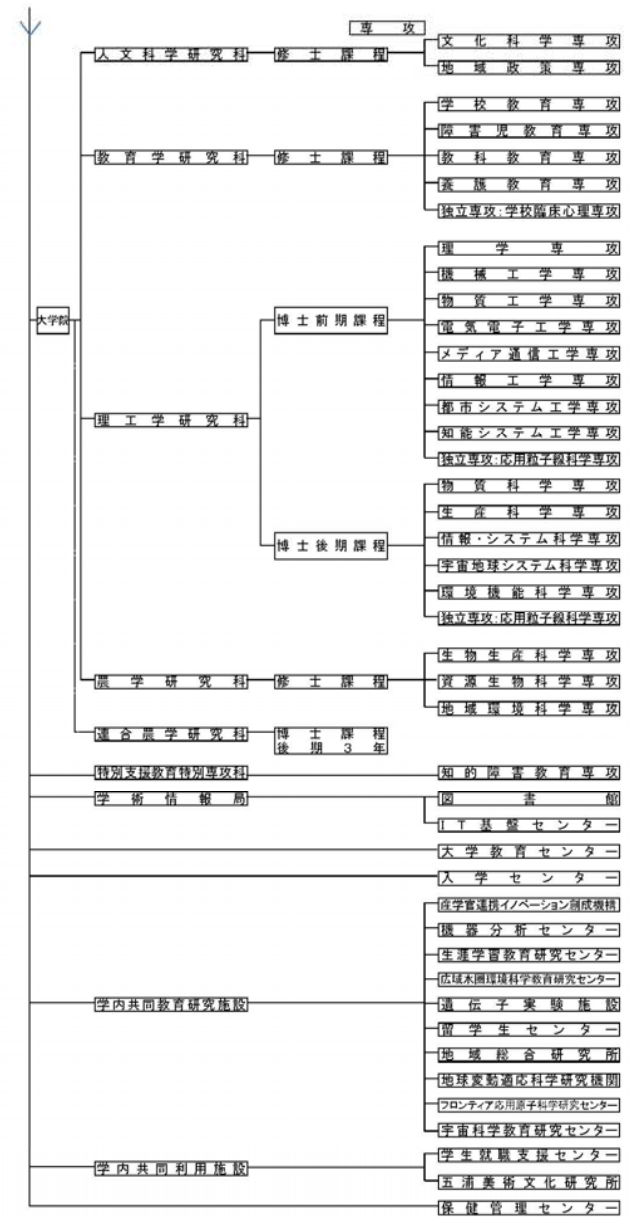 専攻
人文科学研究科
修士課程
文化科学専攻
地域政策専攻
教育学研究科
修士課程
学校教育専攻
障害児教育専攻
教科教育専攻
養護教育専攻
独立専攻:学校臨床心理専攻
大学院
理工学研究科
博士前期課程
理学専攻
機械工学専攻
物質工学専攻
電気電子工学専攻
メディア通信工学専攻
情報工学専攻
都市システム工学専攻
知能システム工学専攻
独立専攻:応用粒子線科学専攻
博士後期課程
物質科学専攻
生産科学専攻
情報・システム科学専攻
宇宙地球システム科学専攻
環境機能科学専攻
独立専攻:応用粒子線科学専攻
農学研究科
修士課程
生物生産科学専攻
資源生物科学専攻
地域環境科学専攻
連合農学研究科
博士課程
後期3年
特別支援教育特別専攻科
知的障害教育専攻
学術情報局
図書館
IT基盤センター
大学教育センター
入学センター
学内共同教育研究施設
産学官連携イノベーション創成機構
機器分析センター
生涯学習教育研究センター
広域水圏環境科学教育研究センター
遺伝子実験施設
留学生センター
地域総合研究所
地球変動適応科学研究機関
フロンティア応用原子科学研究センター
宇宙科学教育研究センター
学内共同利用施設
学生就職支援センター
五浦美術文化研究所
保健管理センター